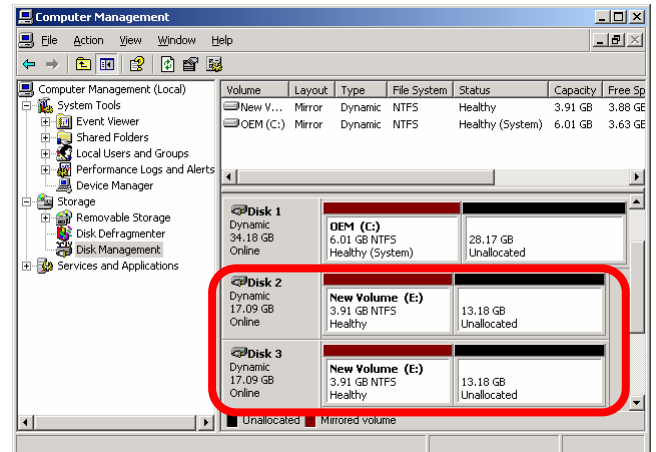 Computer Management
File Action View Window Help
Computer Management (Local)
System Tools
Event Viewer
Shared Folders
Local Users and Groups
Performance Logs and Alerts
Device Manager
Storage
Removable Storage
Disk Defragmenter
Disk Management
Services and Applications
Volume Layout Type File System Status Capacity Free Sp
New V... Mirror Dynamic NTFS Healthy 3.91 GB 3.88 GB
OEM (C:) Mirror Dynamic NTFS Healthy (System) 6.01 GB 3.63 GB
Disk 1
Dynamic
34.18 GB
Online
OEM (C:)
6.01 GB NTFS
Healthy (System)
28.17 GB
Unallocated
Disk 2
Dynamic
17.09 GB
Online
New Volume (E:)
3.91 GB NTFS
Healthy
13.18 GB
Unallocated
Disk 3
Dynamic
17.09 GB
Online
New Volume (E:)
3.91 GB NTFS
Healthy
13.18 GB
Unallocated
Unallocated Mirrored volume